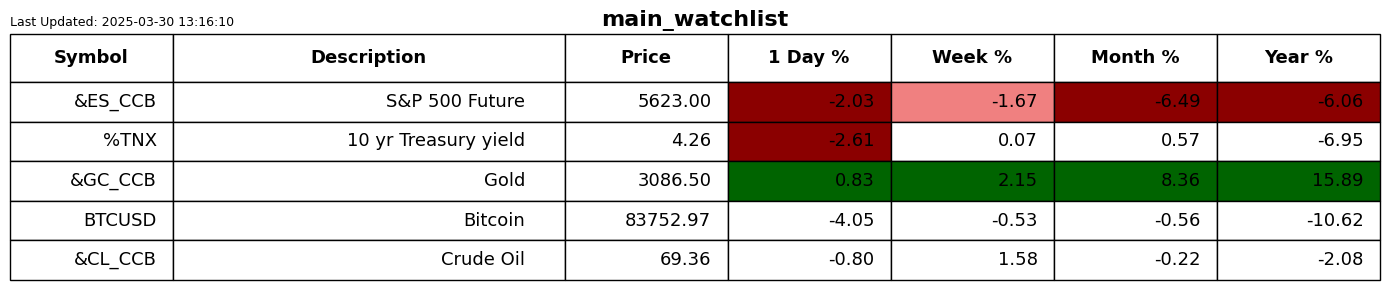 Last Updated: 2025-03-30 13:16:10
main_watchlist
Symbol Description Price 1 Day % Week % Month % Year %
&ES_CCB S&P 500 Future 5623.00 -2.03 -1.67 -6.49 -6.06
%TNX 10 yr Treasury yield 4.26 -2.61 0.07 0.57 -6.95
&GC_CCB Gold 3086.50 0.83 2.15 8.36 15.89
BTCUSD Bitcoin 83752.97 -4.05 -0.53 -0.56 -10.62
&CL_CCB Crude Oil 69.36 -0.80 1.58 -0.22 -2.08